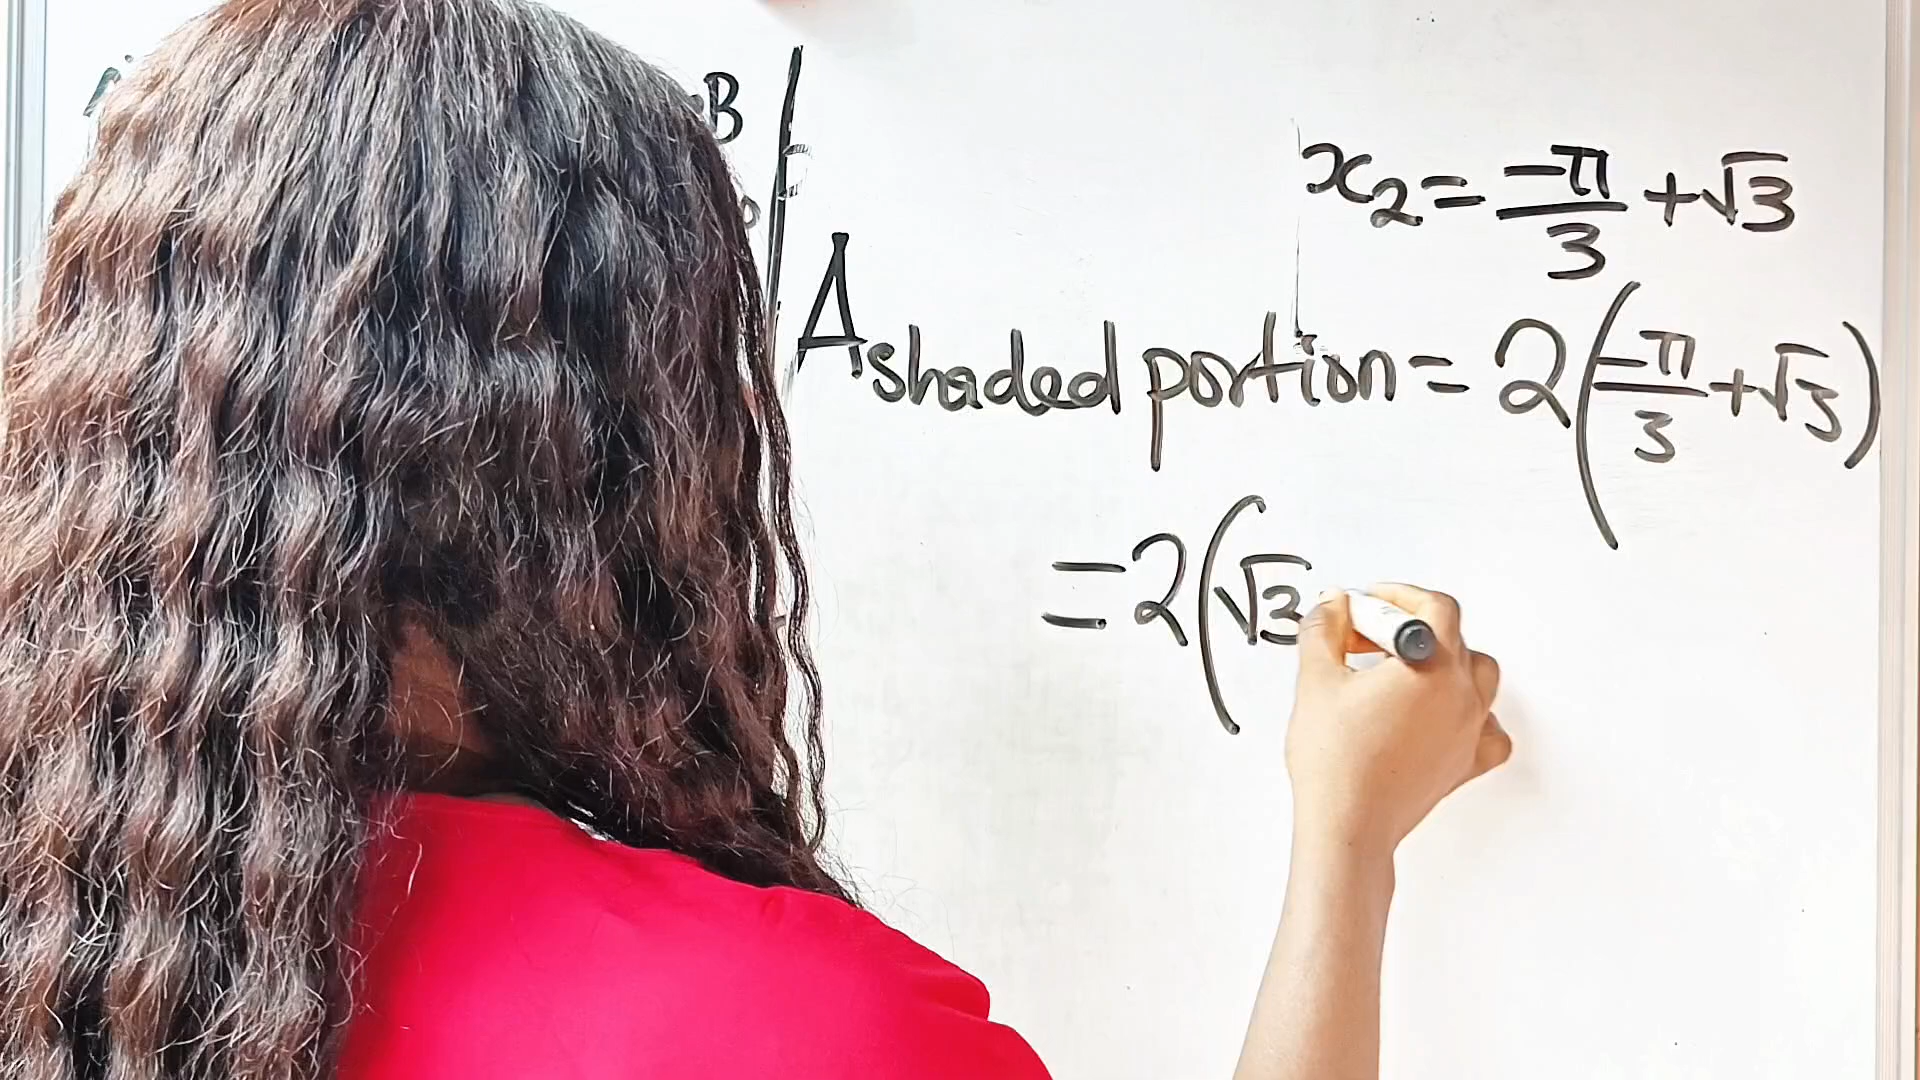 B
x₂ = -π/3 + √3
A shaded portion = 2(-π/3 + √3)
= 2(√3